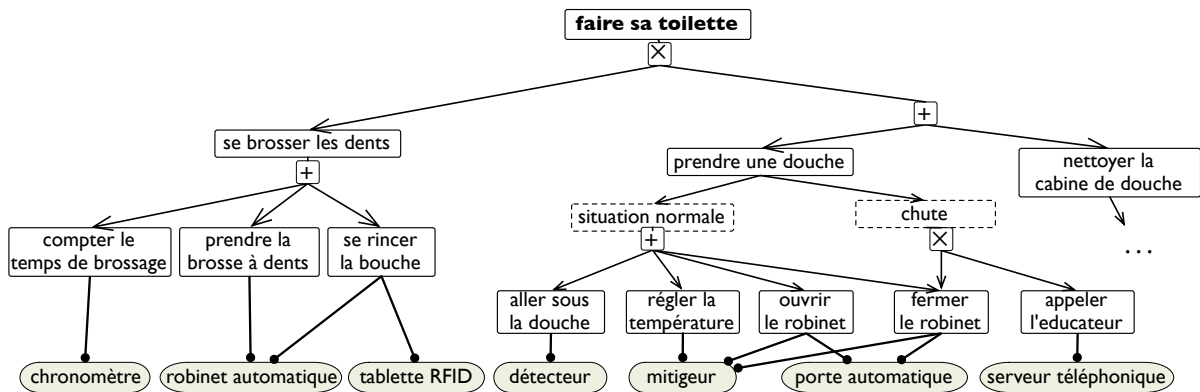 faire sa toilette
×
+
se brosser les dents
prendre une douche
nettoyer la
cabine de douche
+
situation normale
chute
...
compter le
temps de brossage
prendre la
brosse à dents
se rincer
la bouche
+
×
aller sous
la douche
régler la
température
ouvrir
le robinet
fermer
le robinet
appeler
l'educateur
chronomètre
robinet automatique
tablette RFID
détecteur
mitigeur
porte automatique
serveur téléphonique